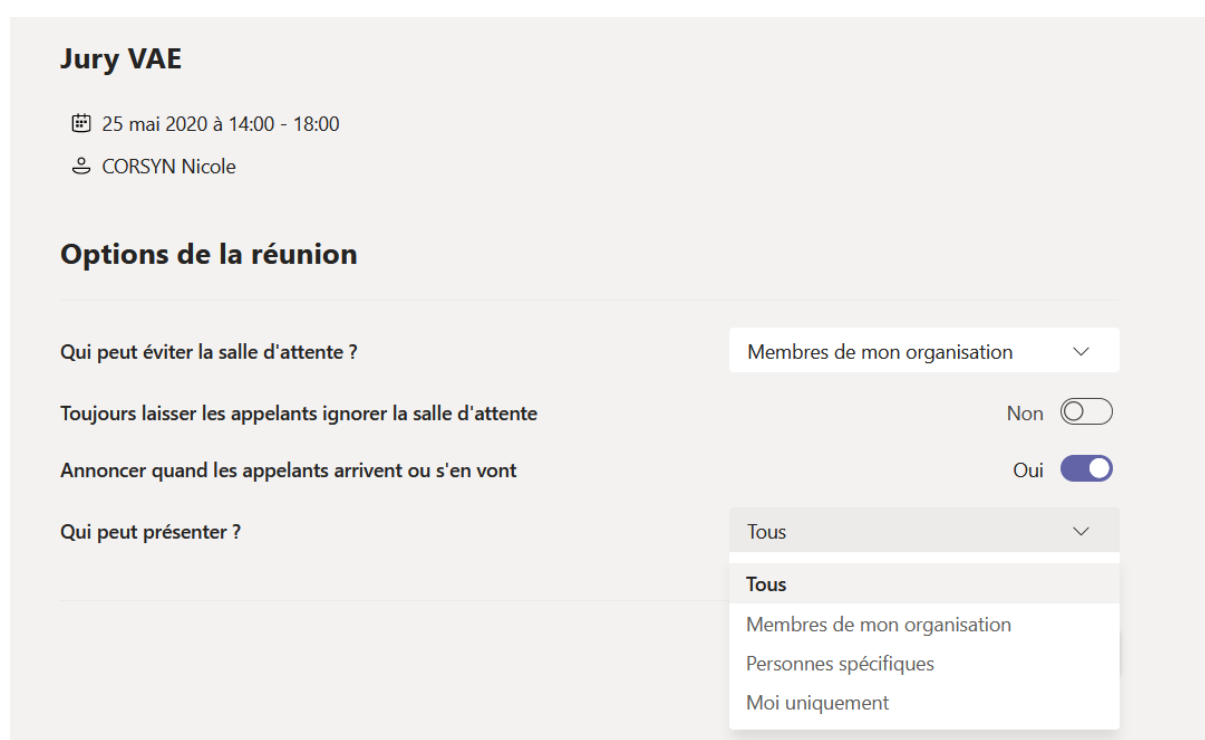 Jury VAE
25 mai 2020 à 14:00 - 18:00
CORSYN Nicole
Options de la réunion
Qui peut éviter la salle d'attente ?
Membres de mon organisation
Toujours laisser les appelants ignorer la salle d'attente
Non
Annoncer quand les appelants arrivent ou s'en vont
Oui
Qui peut présenter ?
Tous
Tous
Membres de mon organisation
Personnes spécifiques
Moi uniquement